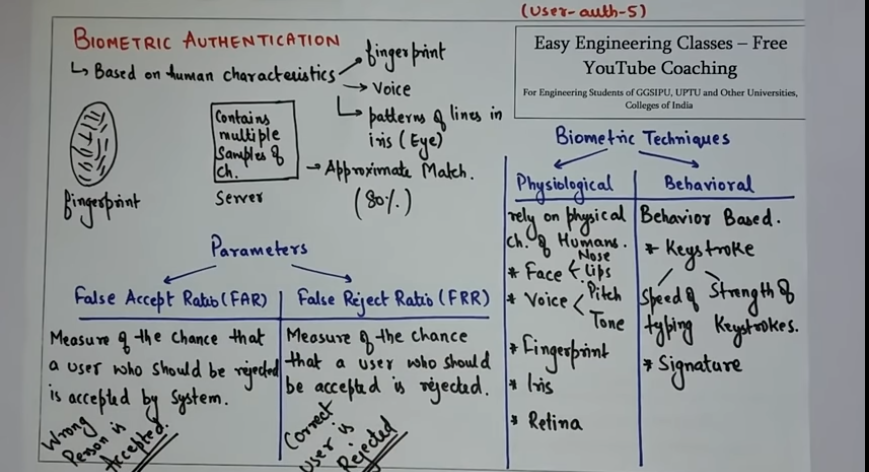 (User-auth-5)
BIOMETRIC AUTHENTICATION
↳ Based on human characteristics
fingerprint
→ Voice
↳ patterns of lines in
iris (Eye)
Easy Engineering Classes – Free
YouTube Coaching
For Engineering Students of GGSIPU, UPTU and Other Universities,
Colleges of India
fingerprint
Contains
multiple
Samples of
ch.
Server
→ Approximate Match.
(80%.)
Parameters
False Accept Ratio (FAR)
Measure of the chance that
a user who should be rejected
is accepted by System.
Wrong
Person is
Accepted.
False Reject Ratio (FRR)
Measure of the chance
that a user who should
be accepted is rejected.
Correct
User is
Rejected
Biometric Techniques
Physiological
rely on physical
Ch. of Humans.
* Face < Nose
Lips
* Voice < Pitch
Tone
* Fingerprint
* Iris
* Retina
Behavioral
Behavior Based.
* Keystroke
Speed of
typing
Strength of
Keystrokes.
* Signature